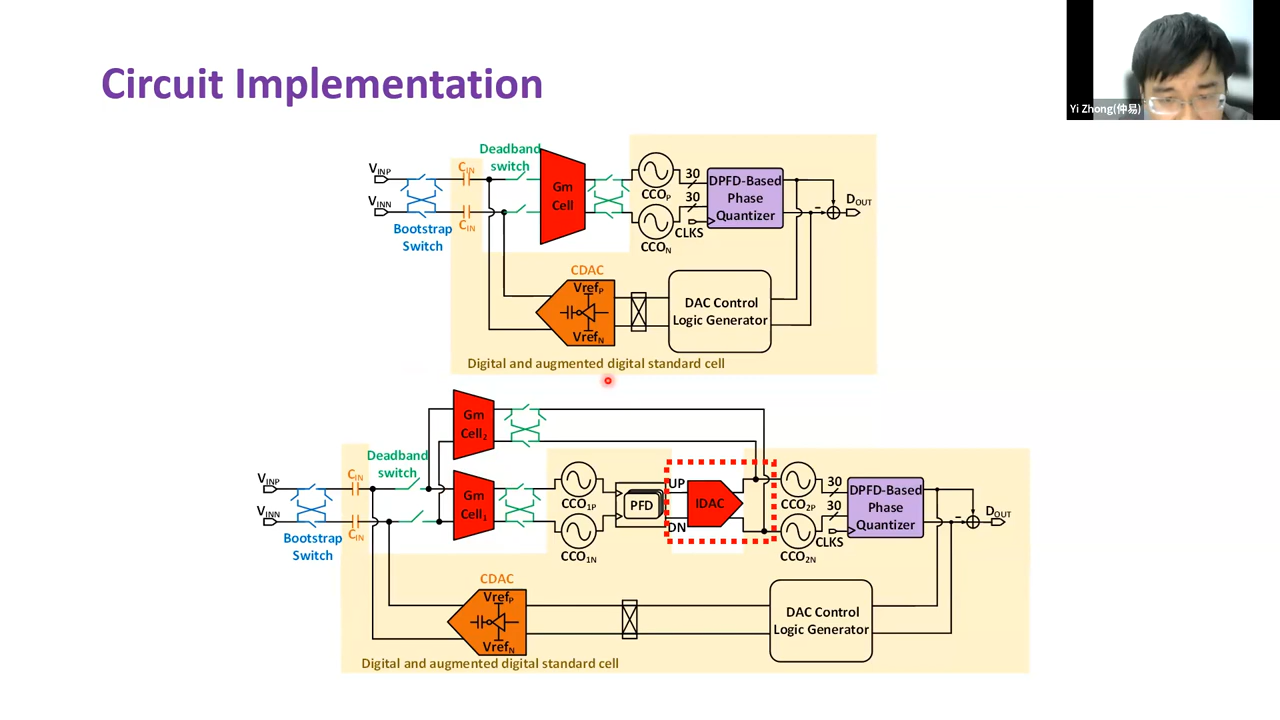 Circuit Implementation
Yi Zhong(仲易)
Deadband
switch
VINP
CIN
VINN
CIN
Bootstrap
Switch
Gm
Cell
CCOP
CCON
30
30
CLKS
DPFD-Based
Phase
Quantizer
-
DOUT
CDAC
VrefP
VrefN
DAC Control
Logic Generator
Digital and augmented digital standard cell
Gm
Cell2
Deadband
switch
VINP
CIN
VINN
CIN
Bootstrap
Switch
Gm
Cell1
CCO1P
CCO1N
PFD
UP
DN
IDAC
CCO2P
CCO2N
30
30
CLKS
DPFD-Based
Phase
Quantizer
-
DOUT
CDAC
VrefP
VrefN
DAC Control
Logic Generator
Digital and augmented digital standard cell